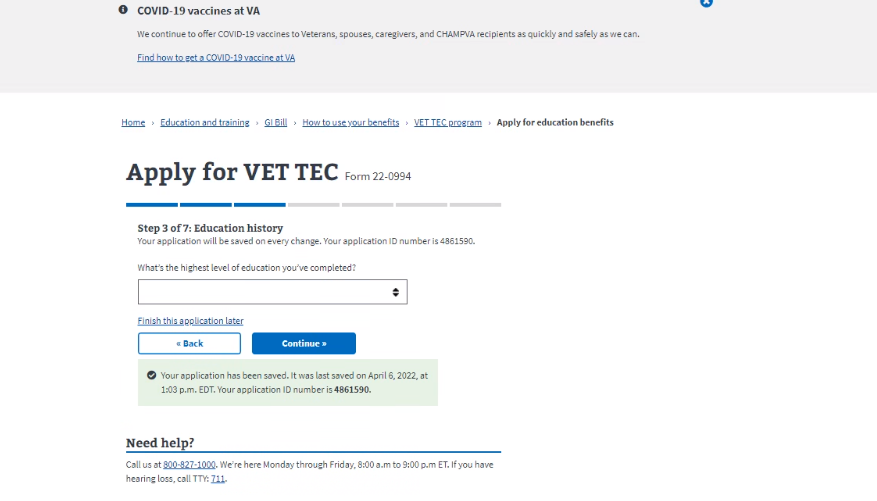 COVID-19 vaccines at VA
We continue to offer COVID-19 vaccines to Veterans, spouses, caregivers, and CHAMPVA recipients as quickly and safely as we can.
Find how to get a COVID-19 vaccine at VA
Home › Education and training › GI Bill › How to use your benefits › VET TEC program › Apply for education benefits
Apply for VET TEC Form 22-0994
Step 3 of 7: Education history
Your application will be saved on every change. Your application ID number is 4861590.
What's the highest level of education you've completed?
Finish this application later
« Back Continue »
Your application has been saved. It was last saved on April 6, 2022, at
1:03 p.m. EDT. Your application ID number is 4861590.
Need help?
Call us at 800-827-1000. We're here Monday through Friday, 8:00 a.m to 9:00 p.m ET. If you have
hearing loss, call TTY: 711.